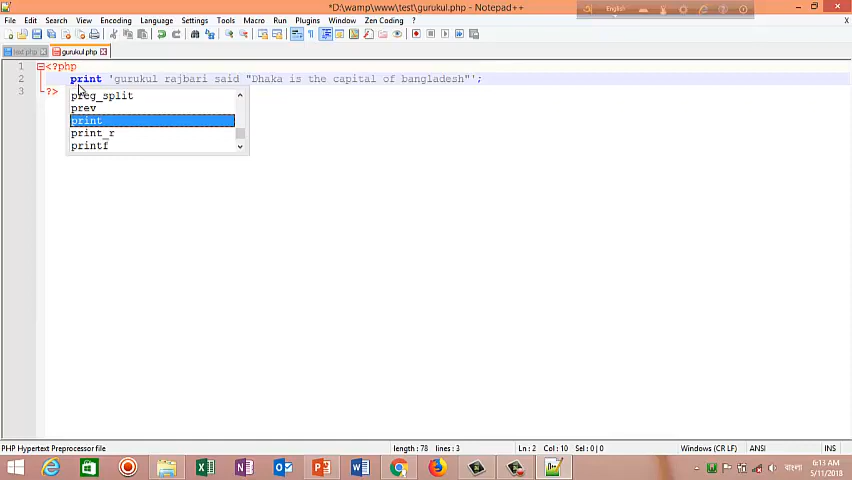 *D:\wamp\www\test\gurukul.php - Notepad++
English
File Edit Search View Encoding Language Settings Tools Macro Run Plugins Window Zen Coding ?
text.php gurukul.php
1 <?php
2 print 'gurukul rajbari said "Dhaka is the capital of bangladesh"';
3 ?>
preg_split
prev
print
print_r
printf
PHP Hypertext Preprocessor file length : 78 lines : 3 Ln : 2 Col : 10 Sel : 0 | 0 Windows (CR LF) ANSI INS
বাংলা
6:13 AM
5/11/2018